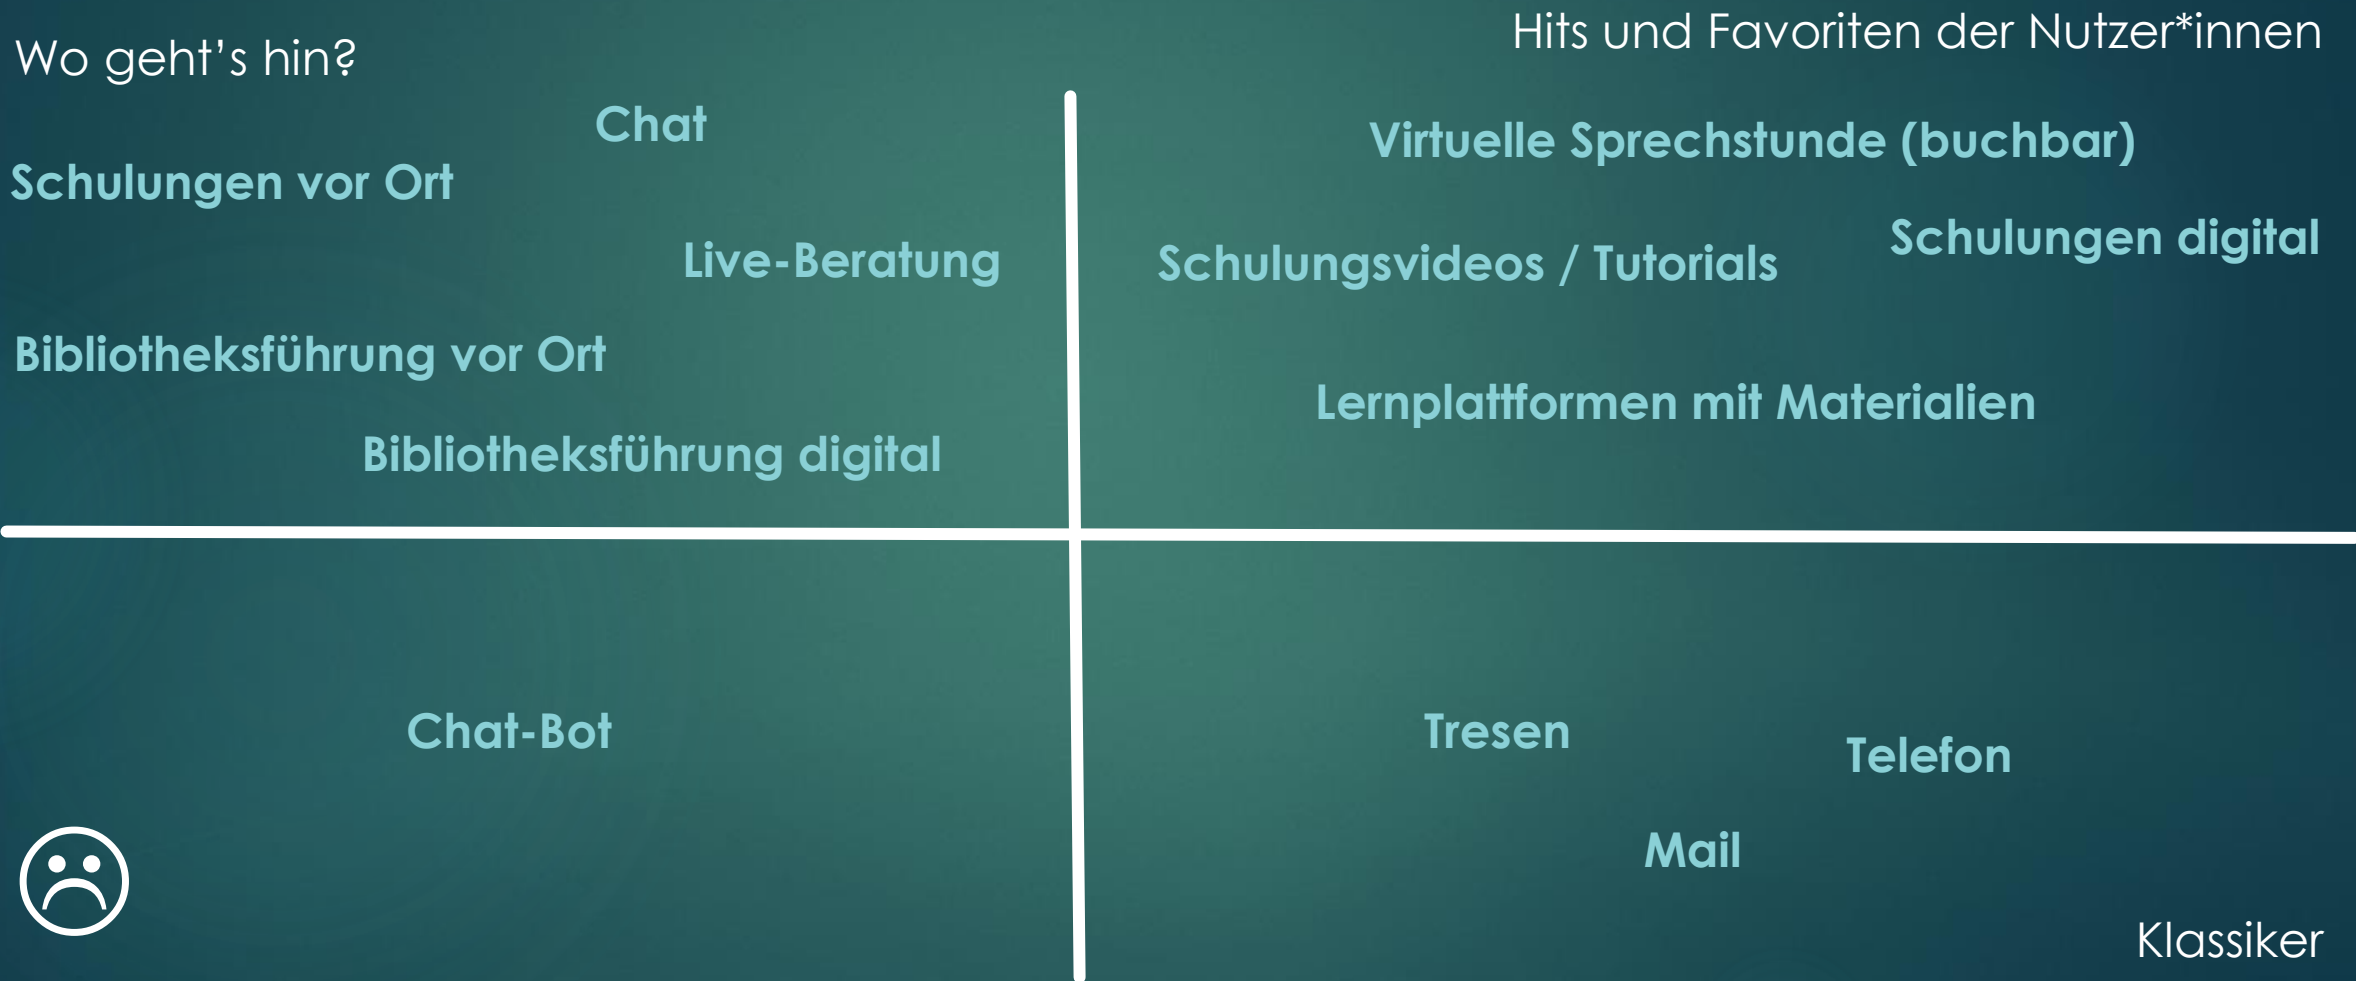 Wo geht's hin?
Chat
Schulungen vor Ort
Live-Beratung
Bibliotheksführung vor Ort
Bibliotheksführung digital
Hits und Favoriten der Nutzer*innen
Virtuelle Sprechstunde (buchbar)
Schulungen digital
Schulungsvideos / Tutorials
Lernplattformen mit Materialien
Chat-Bot
Tresen
Telefon
Mail
Klassiker